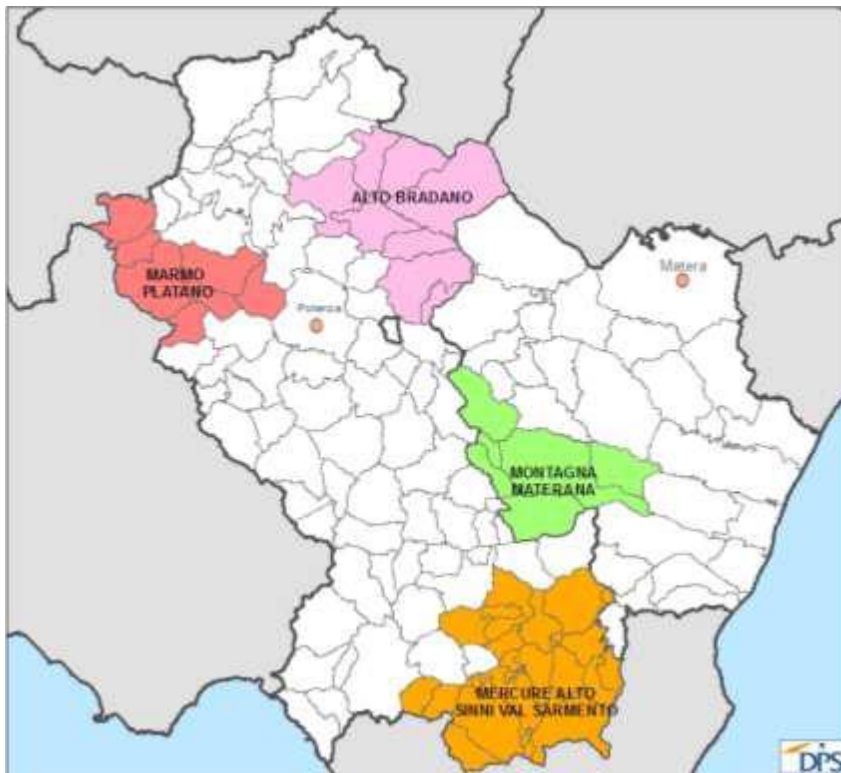 ALTO BRADANO
MARMO
PLATANO
Matera
Potenza
MONTAGNA
MATERANA
MERCURE ALTO
SINNI VAL SARMENTO
DPS